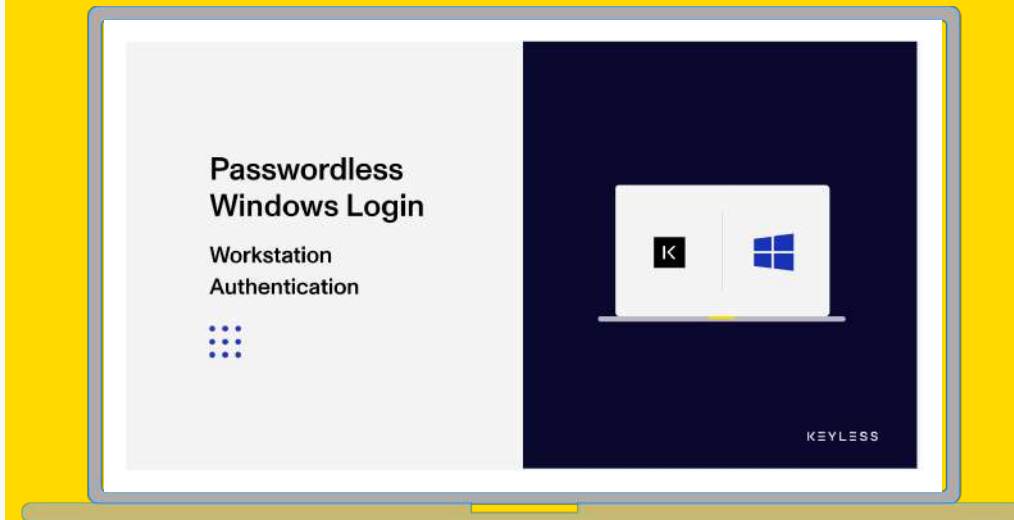 Passwordless
Windows Login
Workstation
Authentication
K
KEYLESS